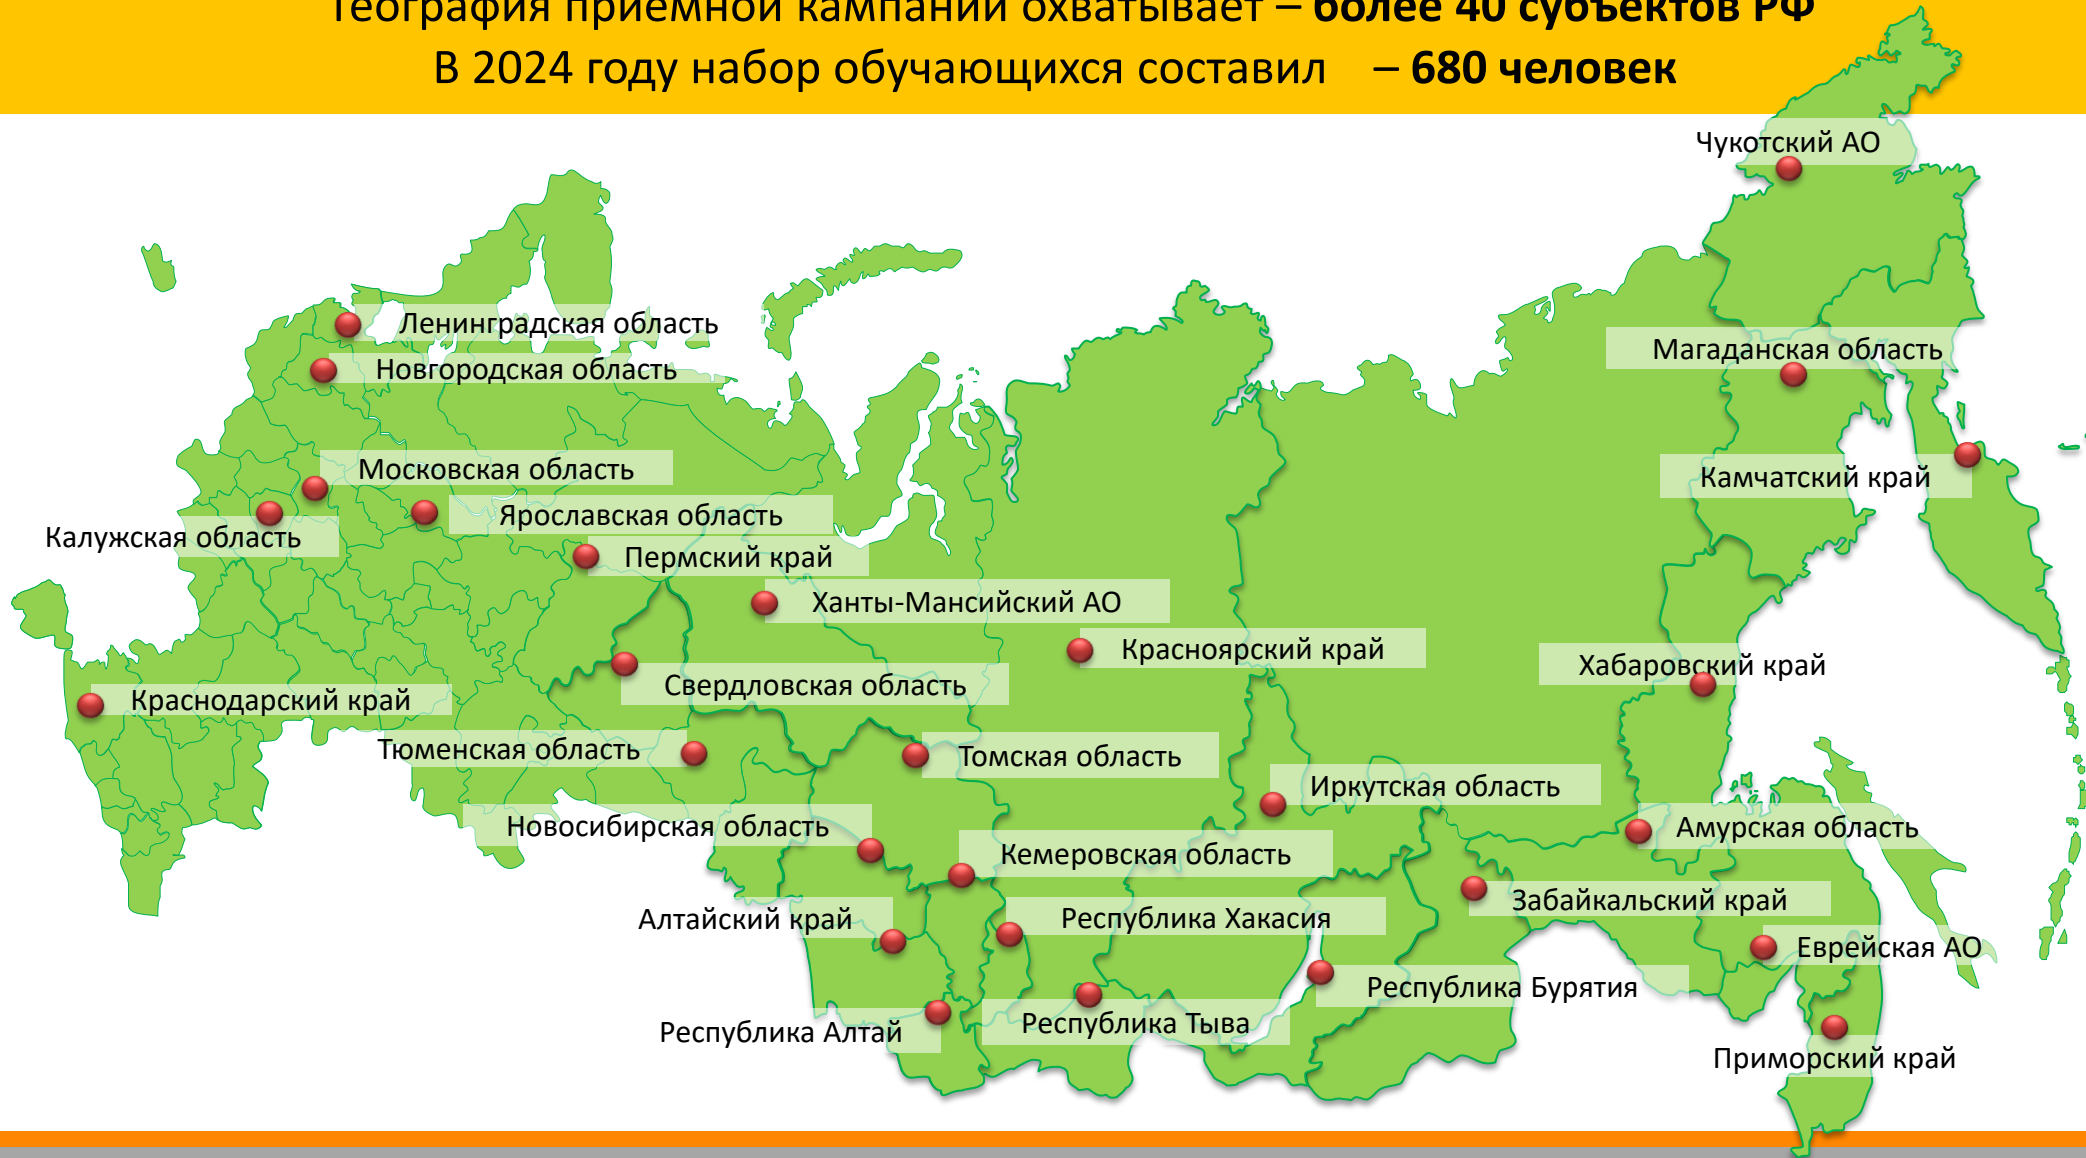 География приемной кампании охватывает – более 40 субъектов РФ
В 2024 году набор обучающихся составил – 680 человек
Чукотский АО
Ленинградская область
Магаданская область
Новгородская область
Московская область
Камчатский край
Ярославская область
Калужская область
Пермский край
Ханты-Мансийский АО
Красноярский край
Хабаровский край
Свердловская область
Краснодарский край
Тюменская область
Томская область
Иркутская область
Новосибирская область
Амурская область
Кемеровская область
Забайкальский край
Алтайский край
Республика Хакасия
Еврейская АО
Республика Бурятия
Республика Тыва
Республика Алтай
Приморский край